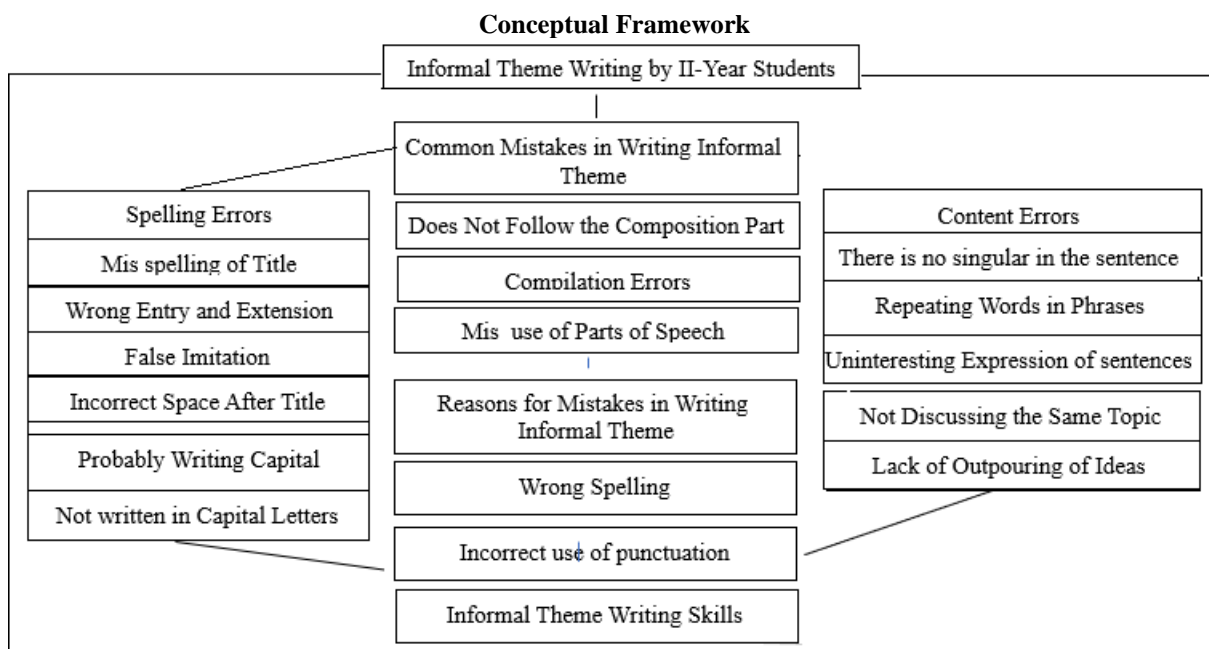 Conceptual Framework
Informal Theme Writing by II-Year Students
Common Mistakes in Writing Informal
Theme
Spelling Errors
Mis spelling of Title
Wrong Entry and Extension
False Imitation
Incorrect Space After Title
Probably Writing Capital
Not written in Capital Letters
Does Not Follow the Composition Part
Compilation Errors
Mis use of Parts of Speech
Reasons for Mistakes in Writing
Informal Theme
Wrong Spelling
Incorrect use of punctuation
Informal Theme Writing Skills
Content Errors
There is no singular in the sentence
Repeating Words in Phrases
Uninteresting Expression of sentences
Not Discussing the Same Topic
Lack of Outpouring of Ideas